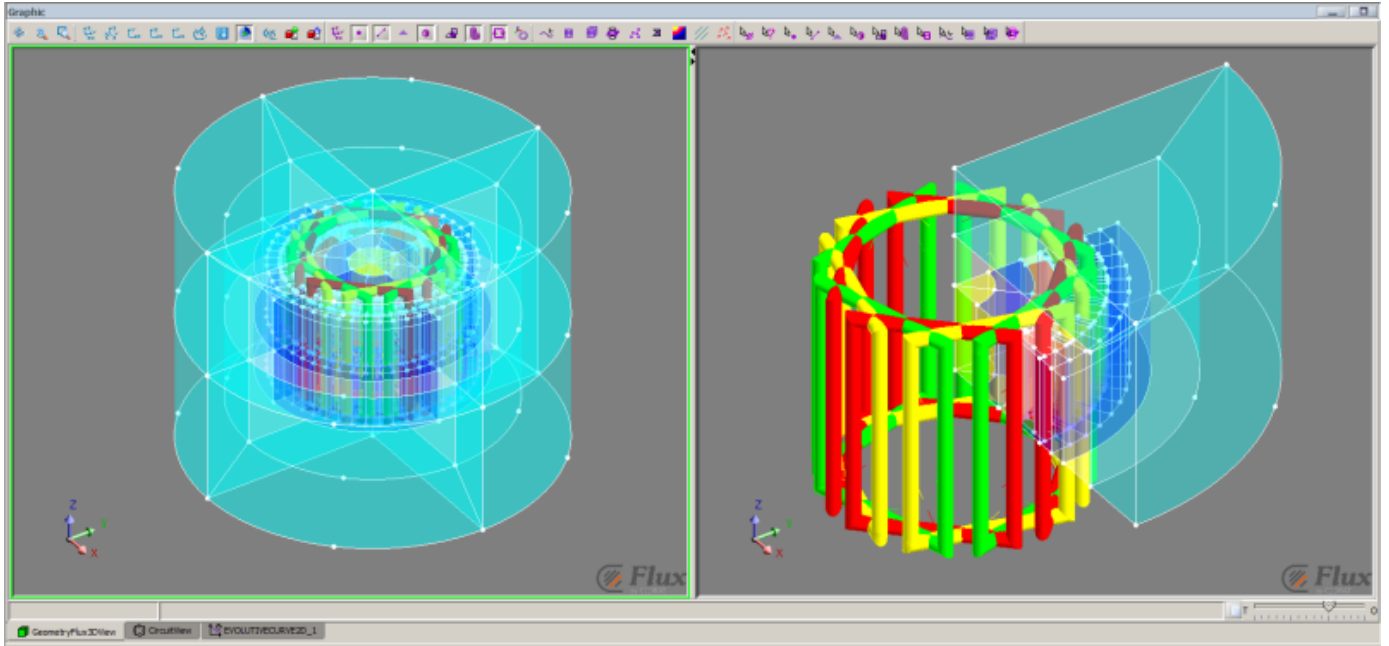 Graphic
Z
Y
X
Flux
Z
X
Flux
T
O
GeometryFlux3DView
CircuitView
EVOLUTIVECURVE2D_1